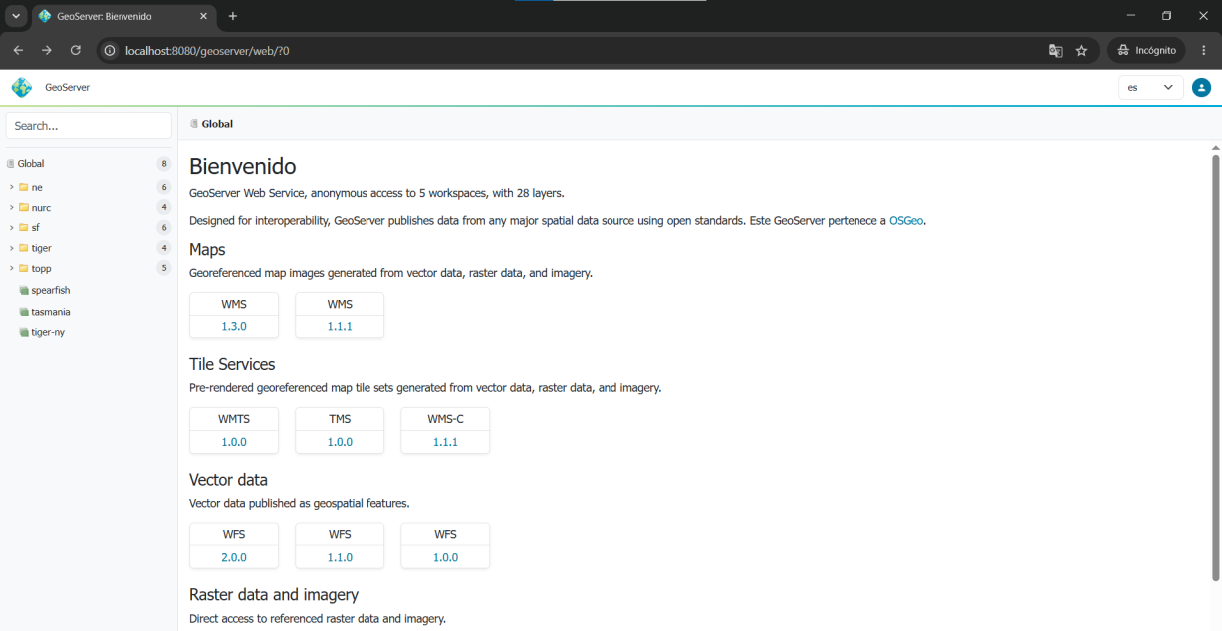 GeoServer: Bienvenido
localhost:8080/geoserver/web/?0
Incógnito
GeoServer
es
Search...
Global
Global 8
ne 6
nurc 4
sf 6
tiger 4
topp 5
spearfish
tasmania
tiger-ny
Bienvenido
GeoServer Web Service, anonymous access to 5 workspaces, with 28 layers.
Designed for interoperability, GeoServer publishes data from any major spatial data source using open standards. Este GeoServer pertenece a OSGeo.
Maps
Georeferenced map images generated from vector data, raster data, and imagery.
WMS WMS
1.3.0 1.1.1
Tile Services
Pre-rendered georeferenced map tile sets generated from vector data, raster data, and imagery.
WMTS TMS WMS-C
1.0.0 1.0.0 1.1.1
Vector data
Vector data published as geospatial features.
WFS WFS WFS
2.0.0 1.1.0 1.0.0
Raster data and imagery
Direct access to referenced raster data and imagery.